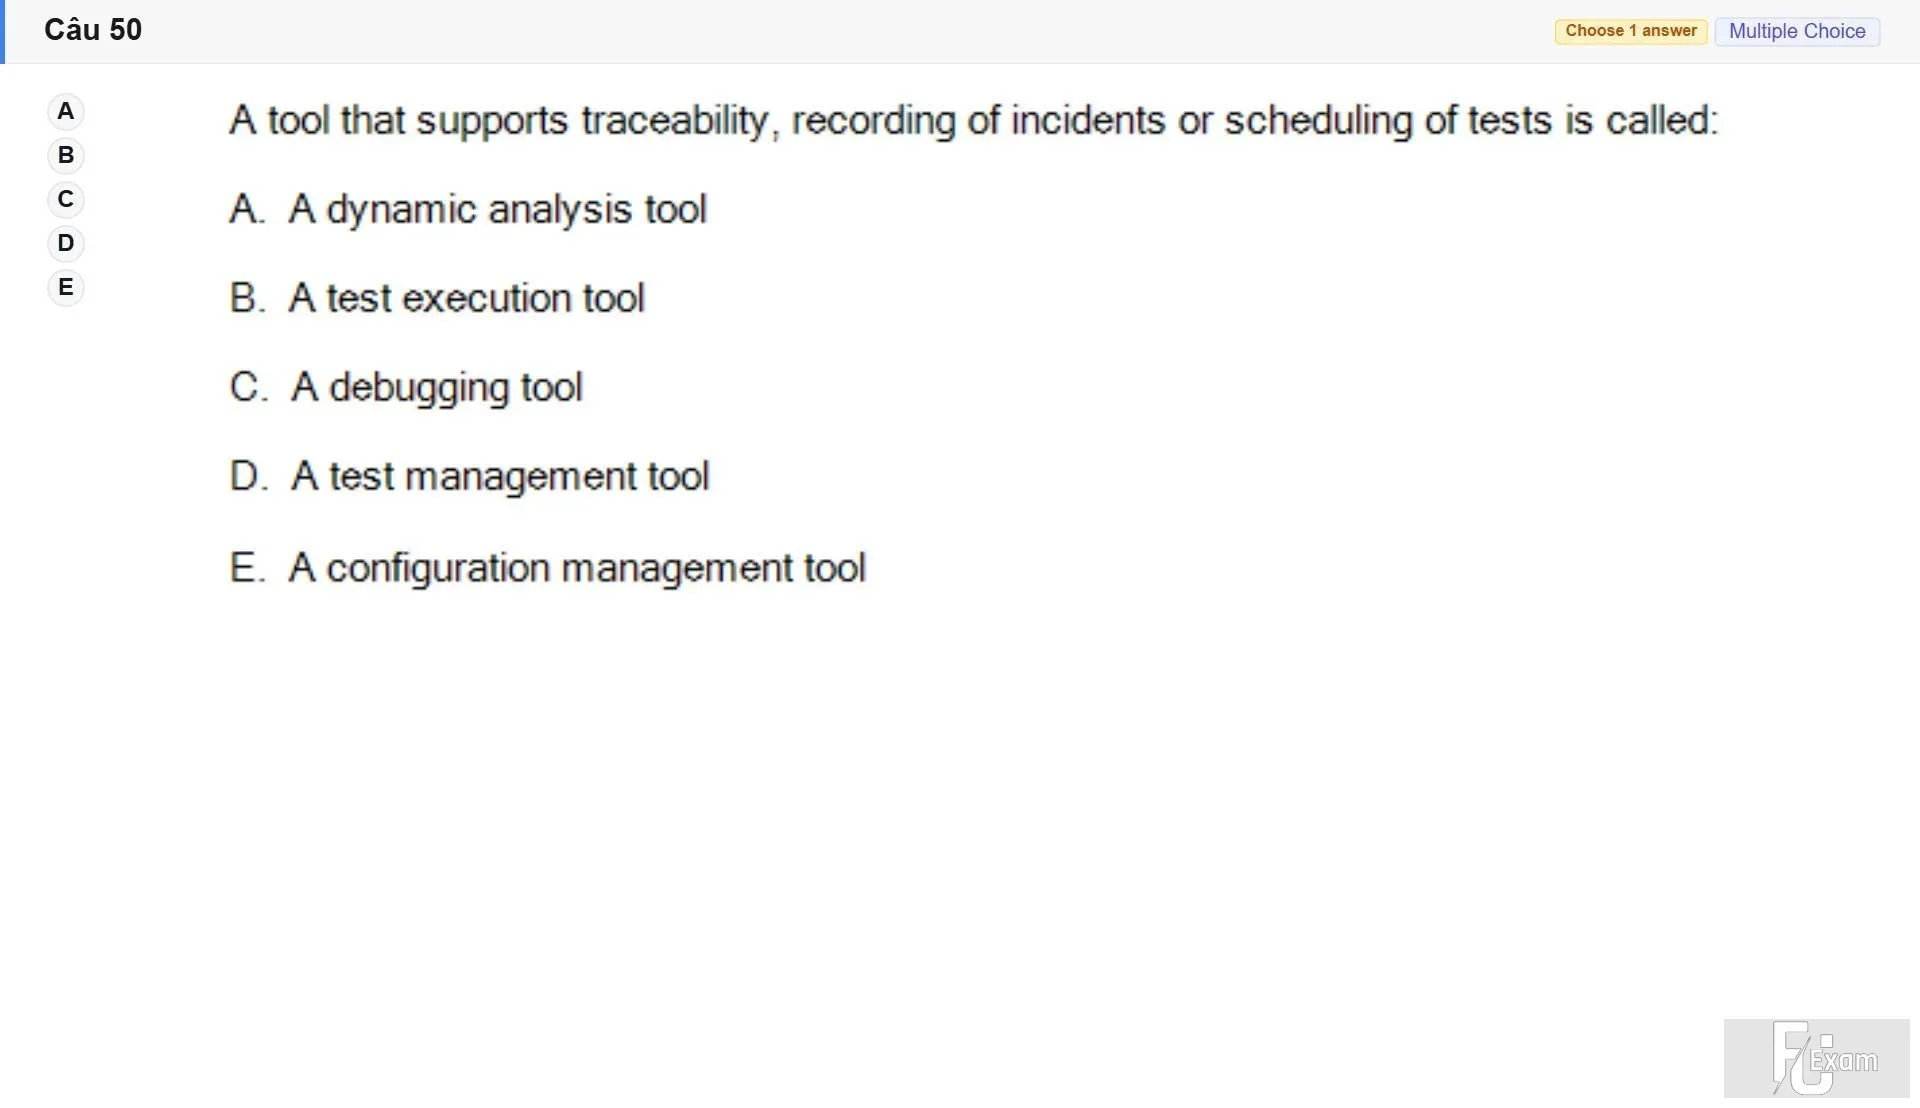 Câu 50
Choose 1 answer
Multiple Choice
A
B
C
D
E
A tool that supports traceability, recording of incidents or scheduling of tests is called:
A. A dynamic analysis tool
B. A test execution tool
C. A debugging tool
D. A test management tool
E. A configuration management tool
FU Exam